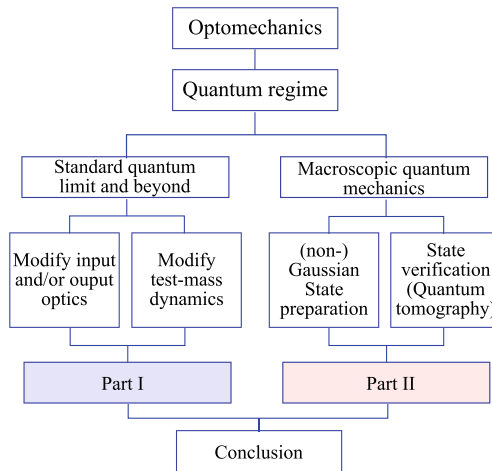 Optomechanics
Quantum regime
Standard quantum
limit and beyond
Macroscopic quantum
mechanics
Modify input
and/or ouput
optics
Modify
test-mass
dynamics
(non-)
Gaussian
State
preparation
State
verification
(Quantum
tomography)
Part I
Part II
Conclusion